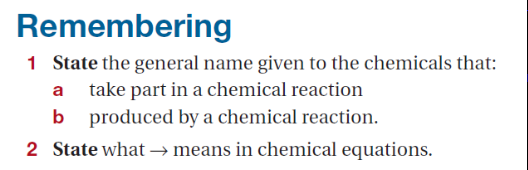 Remembering
1 State the general name given to the chemicals that:
a take part in a chemical reaction
b produced by a chemical reaction.
2 State what → means in chemical equations.